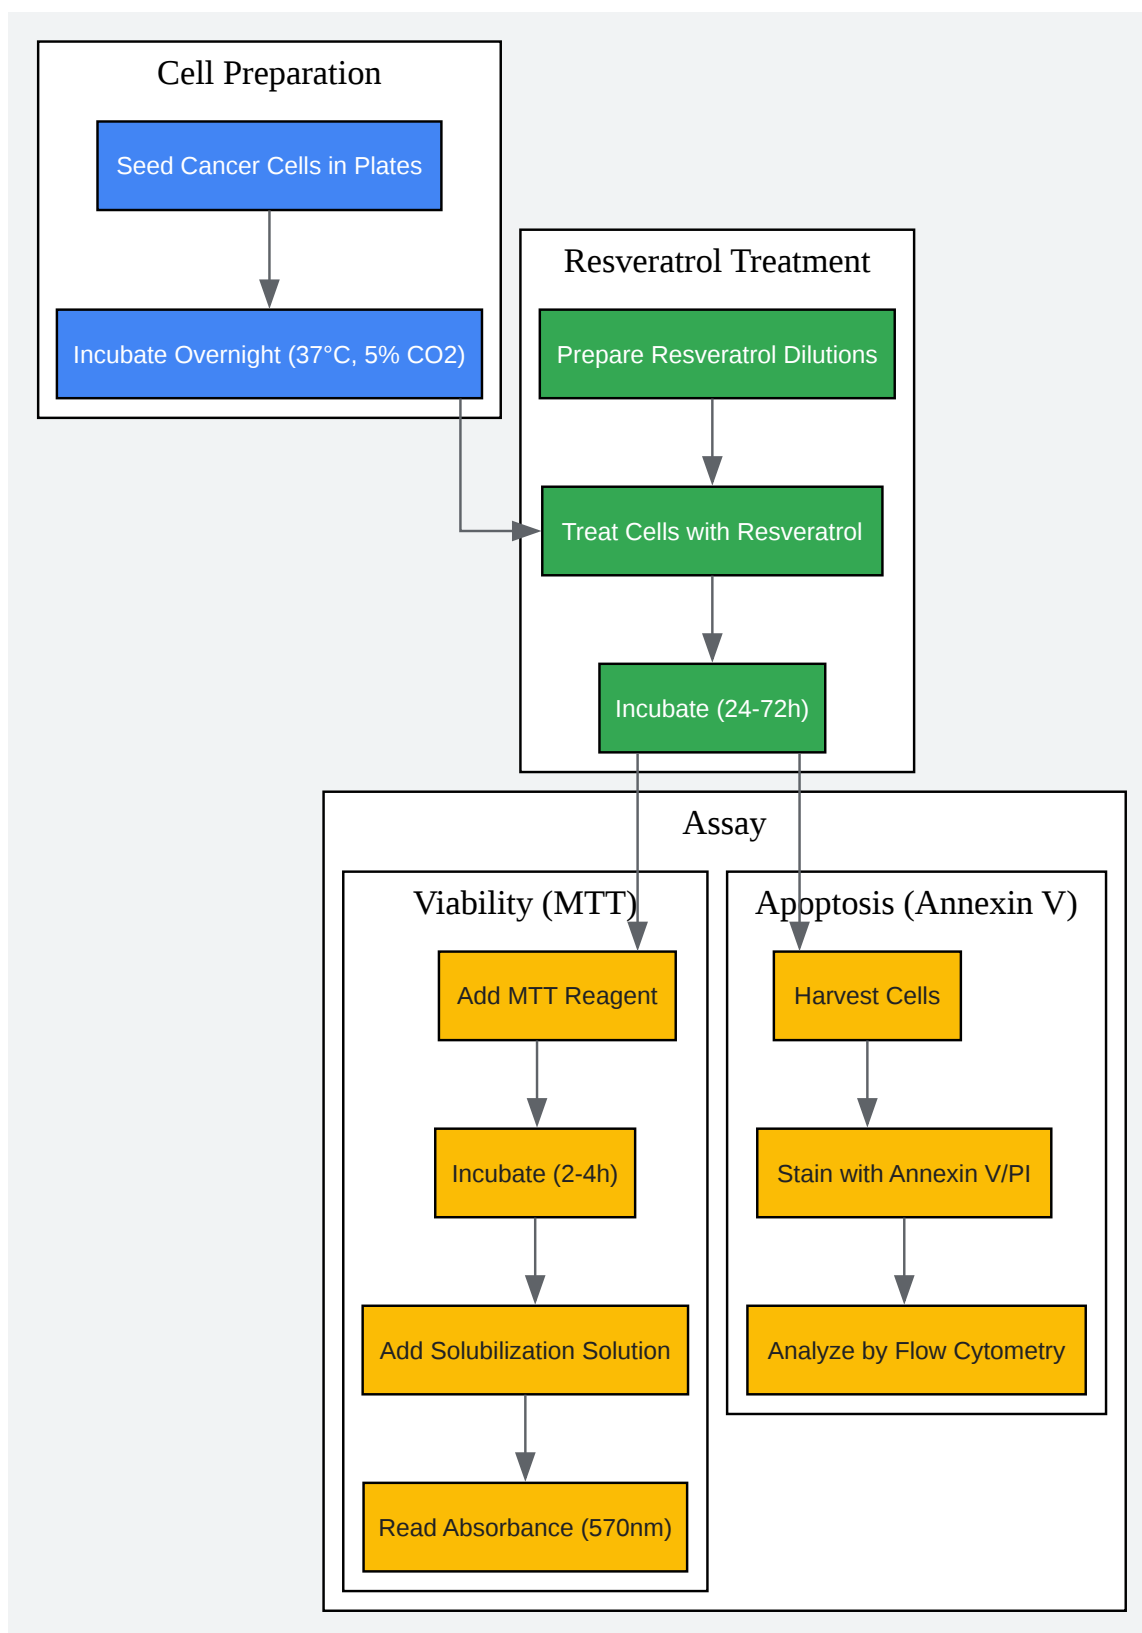 Cell Preparation
Seed Cancer Cells in Plates
Incubate Overnight (37°C, 5% CO2)
Resveratrol Treatment
Prepare Resveratrol Dilutions
Treat Cells with Resveratrol
Incubate (24-72h)
Assay
Viability (MTT)
Add MTT Reagent
Incubate (2-4h)
Add Solubilization Solution
Read Absorbance (570nm)
Apoptosis (Annexin V)
Harvest Cells
Stain with Annexin V/PI
Analyze by Flow Cytometry